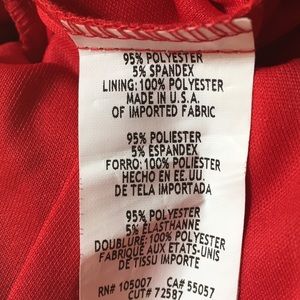 95% POLYESTER
5% SPANDEX
LINING: 100% POLYESTER
MADE IN U.S.A.
OF IMPORTED FABRIC
95% POLIESTER
5% ESPANDEX
FORRO: 100% POLIESTER
HECHO EN EE.UU.
DE TELA IMPORTADA
95% POLYESTER
5% ÉLASTHANNE
DOUBLURE: 100% POLYESTER
FABRIQUE AUX ETATS-UNIS
DE TISSU IMPORTE
RN# 105007 CA# 55057
CUT# 72587